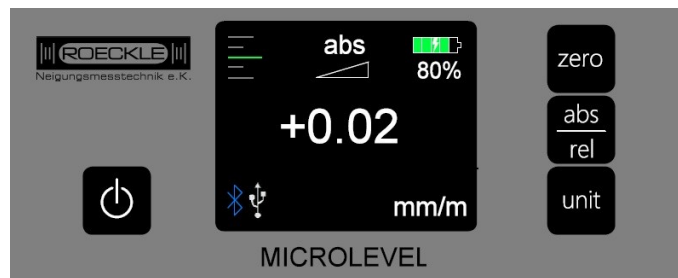 ROECKLE
Neigungsmesstechnik e.K.
abs
80%
+0.02
mm/m
zero
abs
rel
unit
MICROLEVEL